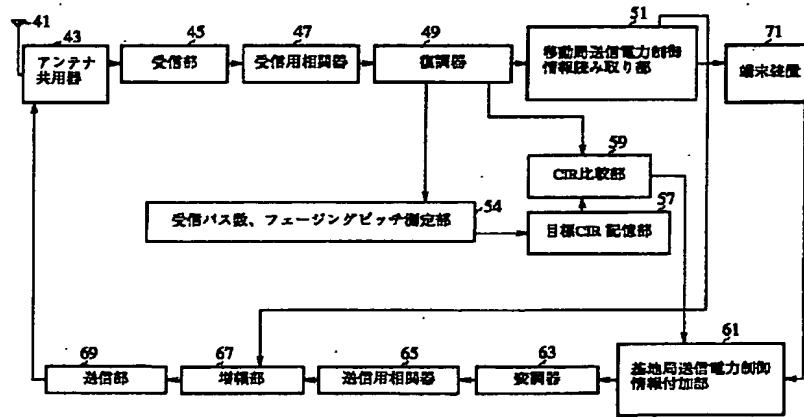 41
43
アンテナ
共用器
45
受信部
47
受信用相関器
49
復調器
51
移動局送信電力制御
情報読み取り部
71
端末装置
59
CIR比較部
54
受信パス数、フェージングピッチ測定部
57
目標CIR 記憶部
61
基地局送信電力制御
情報付加部
63
変調器
65
送信用相関器
67
増幅部
69
送信部